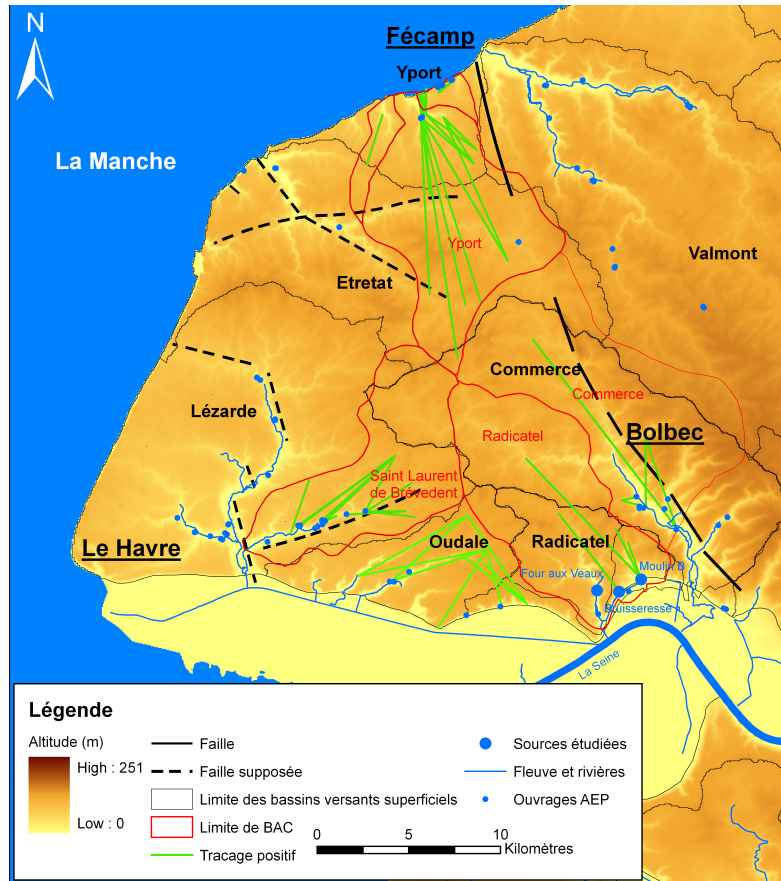 N
Fécamp
Yport
La Manche
Yport
Valmont
Etretat
Commerce
Commerce
Lézarde
Radicatel
Bolbec
Saint Laurent
de Brévedent
Le Havre
Oudale
Radicatel
Four aux Veaux
Moulin B
Bruisseresse
La Seine
Légende
Altitude (m)
High : 251
Low : 0
Faille
Faille supposée
Limite des bassins versants superficiels
Limite de BAC
Tracage positif
Sources étudiées
Fleuve et rivières
Ouvrages AEP
0 5 10
Kilomètres